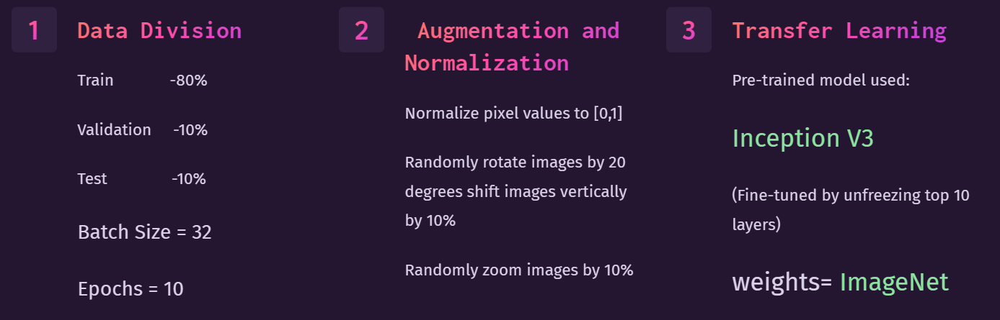 1
Data Division
Train -80%
Validation -10%
Test -10%
Batch Size = 32
Epochs = 10
2
Augmentation and
Normalization
Normalize pixel values to [0,1]
Randomly rotate images by 20
degrees shift images vertically
by 10%
Randomly zoom images by 10%
3
Transfer Learning
Pre-trained model used:
Inception V3
(Fine-tuned by unfreezing top 10
layers)
weights= ImageNet